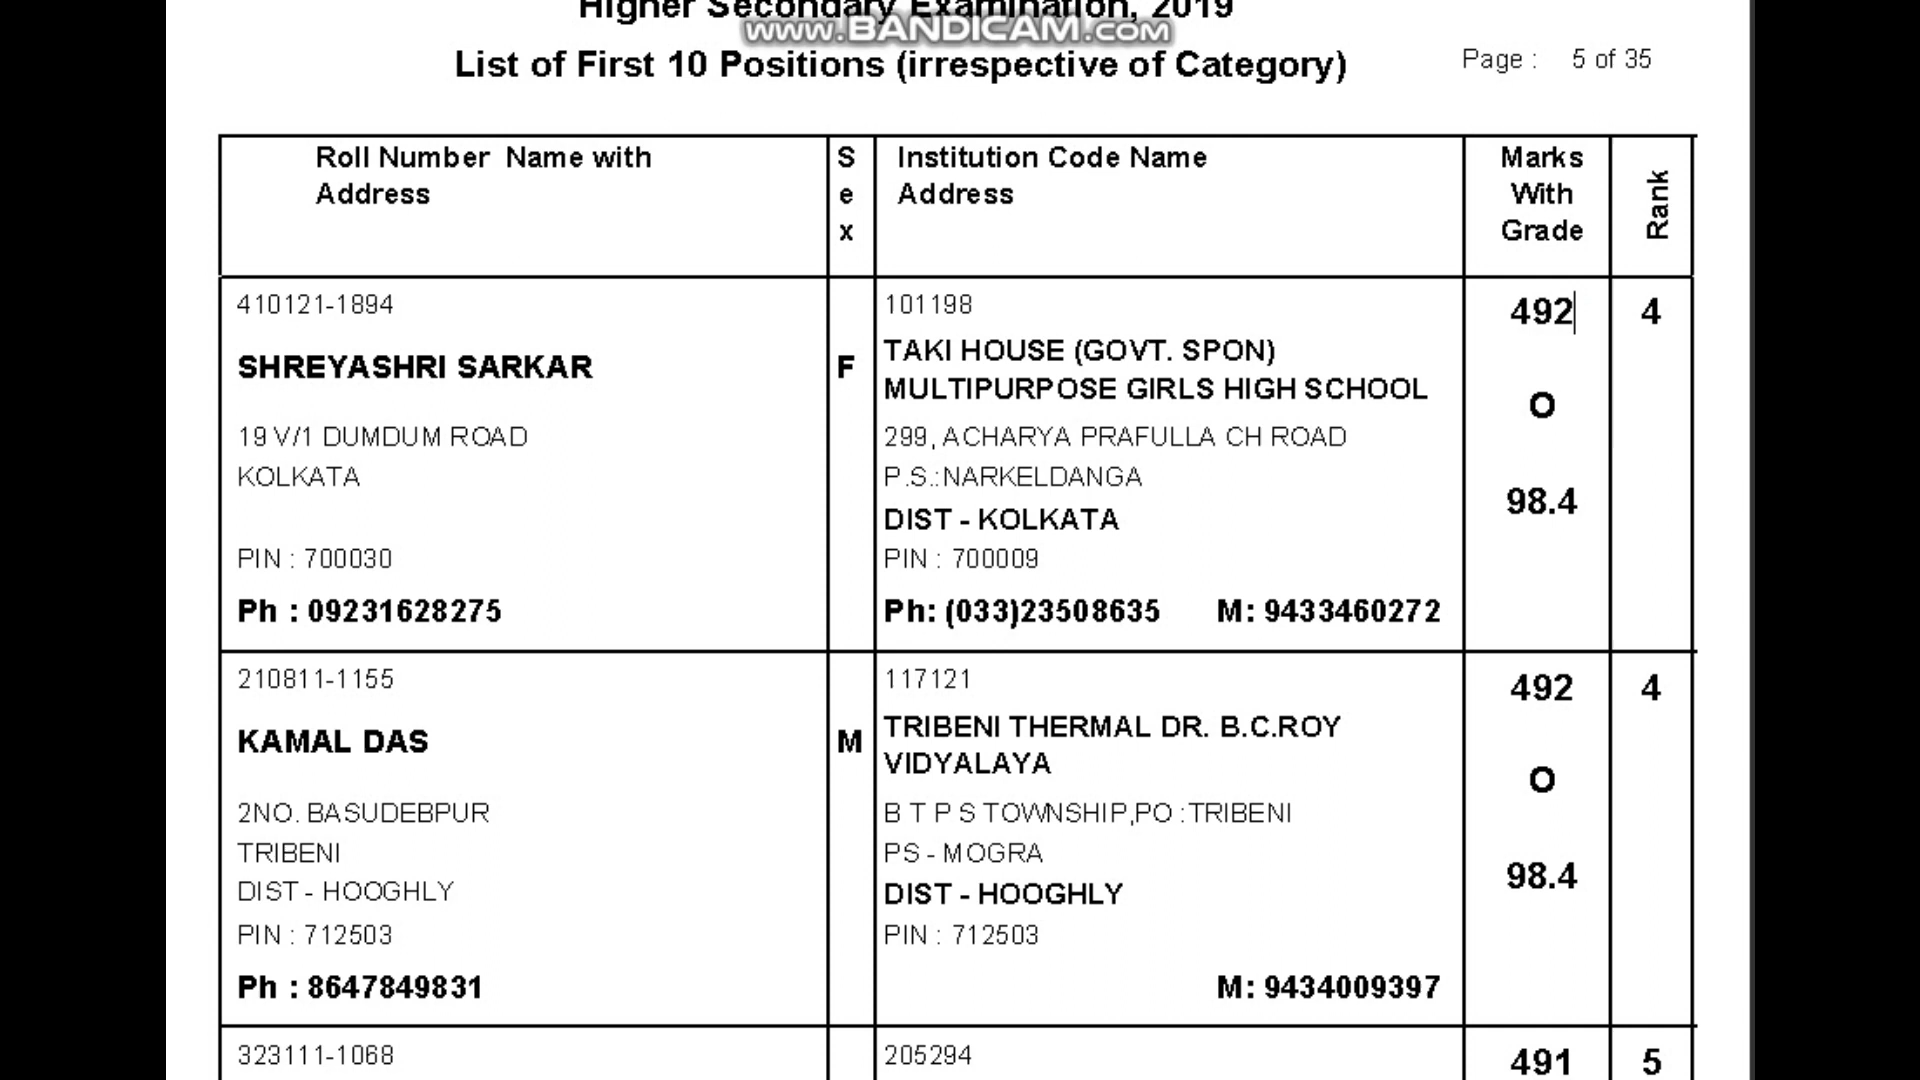 Higher Secondary Examination, 2019
www.BANDICAM.com
List of First 10 Positions (irrespective of Category)
Page : 5 of 35
Roll Number Name with
Address
S
e
x
Institution Code Name
Address
Marks
With
Grade
Rank
410121-1894
SHREYASHRI SARKAR
19 V/1 DUMDUM ROAD
KOLKATA
PIN : 700030
Ph : 09231628275
F
101198
TAKI HOUSE (GOVT. SPON)
MULTIPURPOSE GIRLS HIGH SCHOOL
299, ACHARYA PRAFULLA CH ROAD
P.S.:NARKELDANGA
DIST - KOLKATA
PIN : 700009
Ph: (033)23508635 M: 9433460272
492
O
98.4
4
210811-1155
KAMAL DAS
2NO. BASUDEBPUR
TRIBENI
DIST - HOOGHLY
PIN : 712503
Ph : 8647849831
M
117121
TRIBENI THERMAL DR. B.C.ROY
VIDYALAYA
B T P S TOWNSHIP,PO :TRIBENI
PS - MOGRA
DIST - HOOGHLY
PIN : 712503
M: 9434009397
492
O
98.4
4
323111-1068
205294
491
5